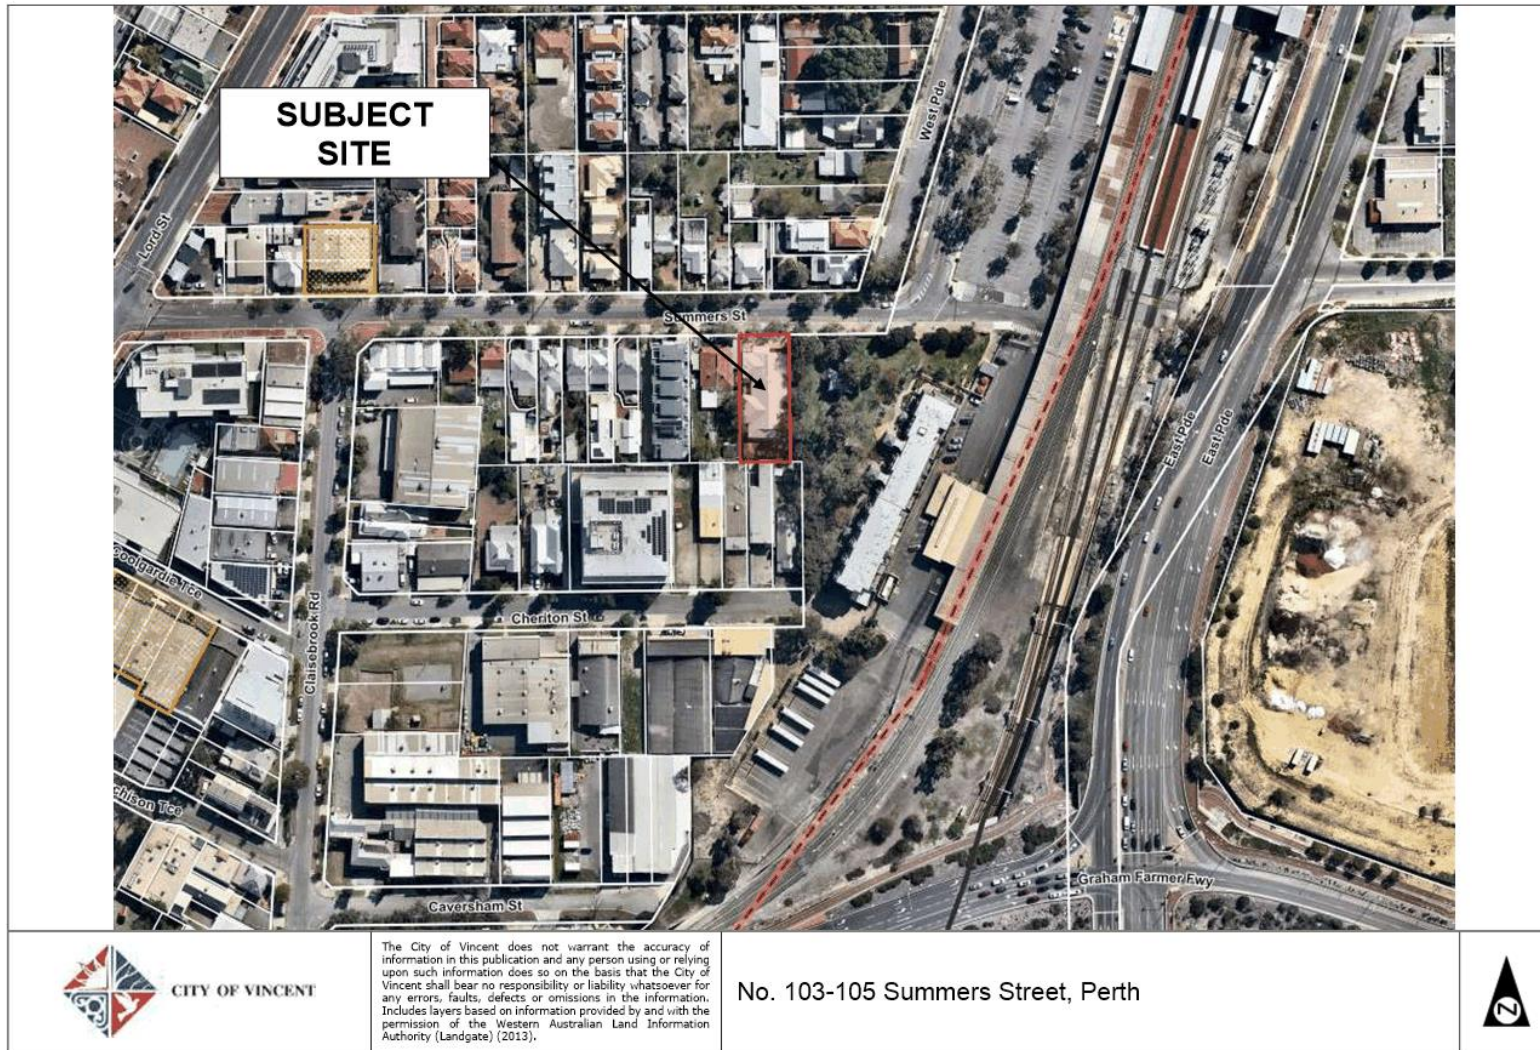 SUBJECT
SITE
West Pde
Lord St
Summers St
East Pde
East Pde
Coolgardie Tce
Claisebrook Rd
Cheriton St
chison Tce
Graham Farmer Fwy
Caversham St
CITY OF VINCENT
The City of Vincent does not warrant the accuracy of
information in this publication and any person using or relying
upon such information does so on the basis that the City of
Vincent shall bear no responsibility or liability whatsoever for
any errors, faults, defects or omissions in the information.
Includes layers based on information provided by and with the
permission of the Western Australian Land Information
Authority (Landgate) (2013).
No. 103-105 Summers Street, Perth
N